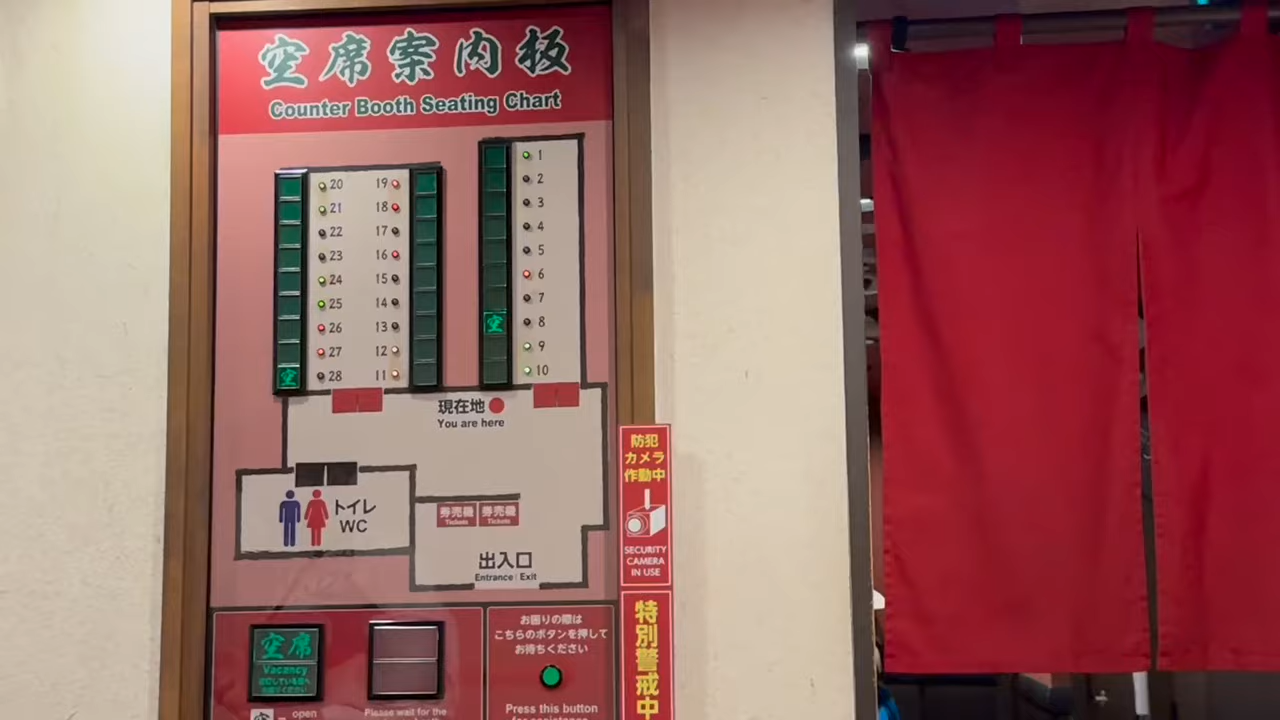 空席案内板
Counter Booth Seating Chart
20 19
21 18
22 17
23 16
24 15
25 14
26 13
27 12
空 28 11
1
2
3
4
5
6
7
空 8
9
10
現在地
You are here
トイレ
WC
券売機 券売機
Tickets Tickets
出入口
Entrance Exit
防犯
カメラ
作動中
SECURITY
CAMERA
IN USE
特別警戒中
空席
Vacancy
空 = open
Please wait for the
お困りの際は
こちらのボタンを押して
お待ちください
Press this button
for assistance